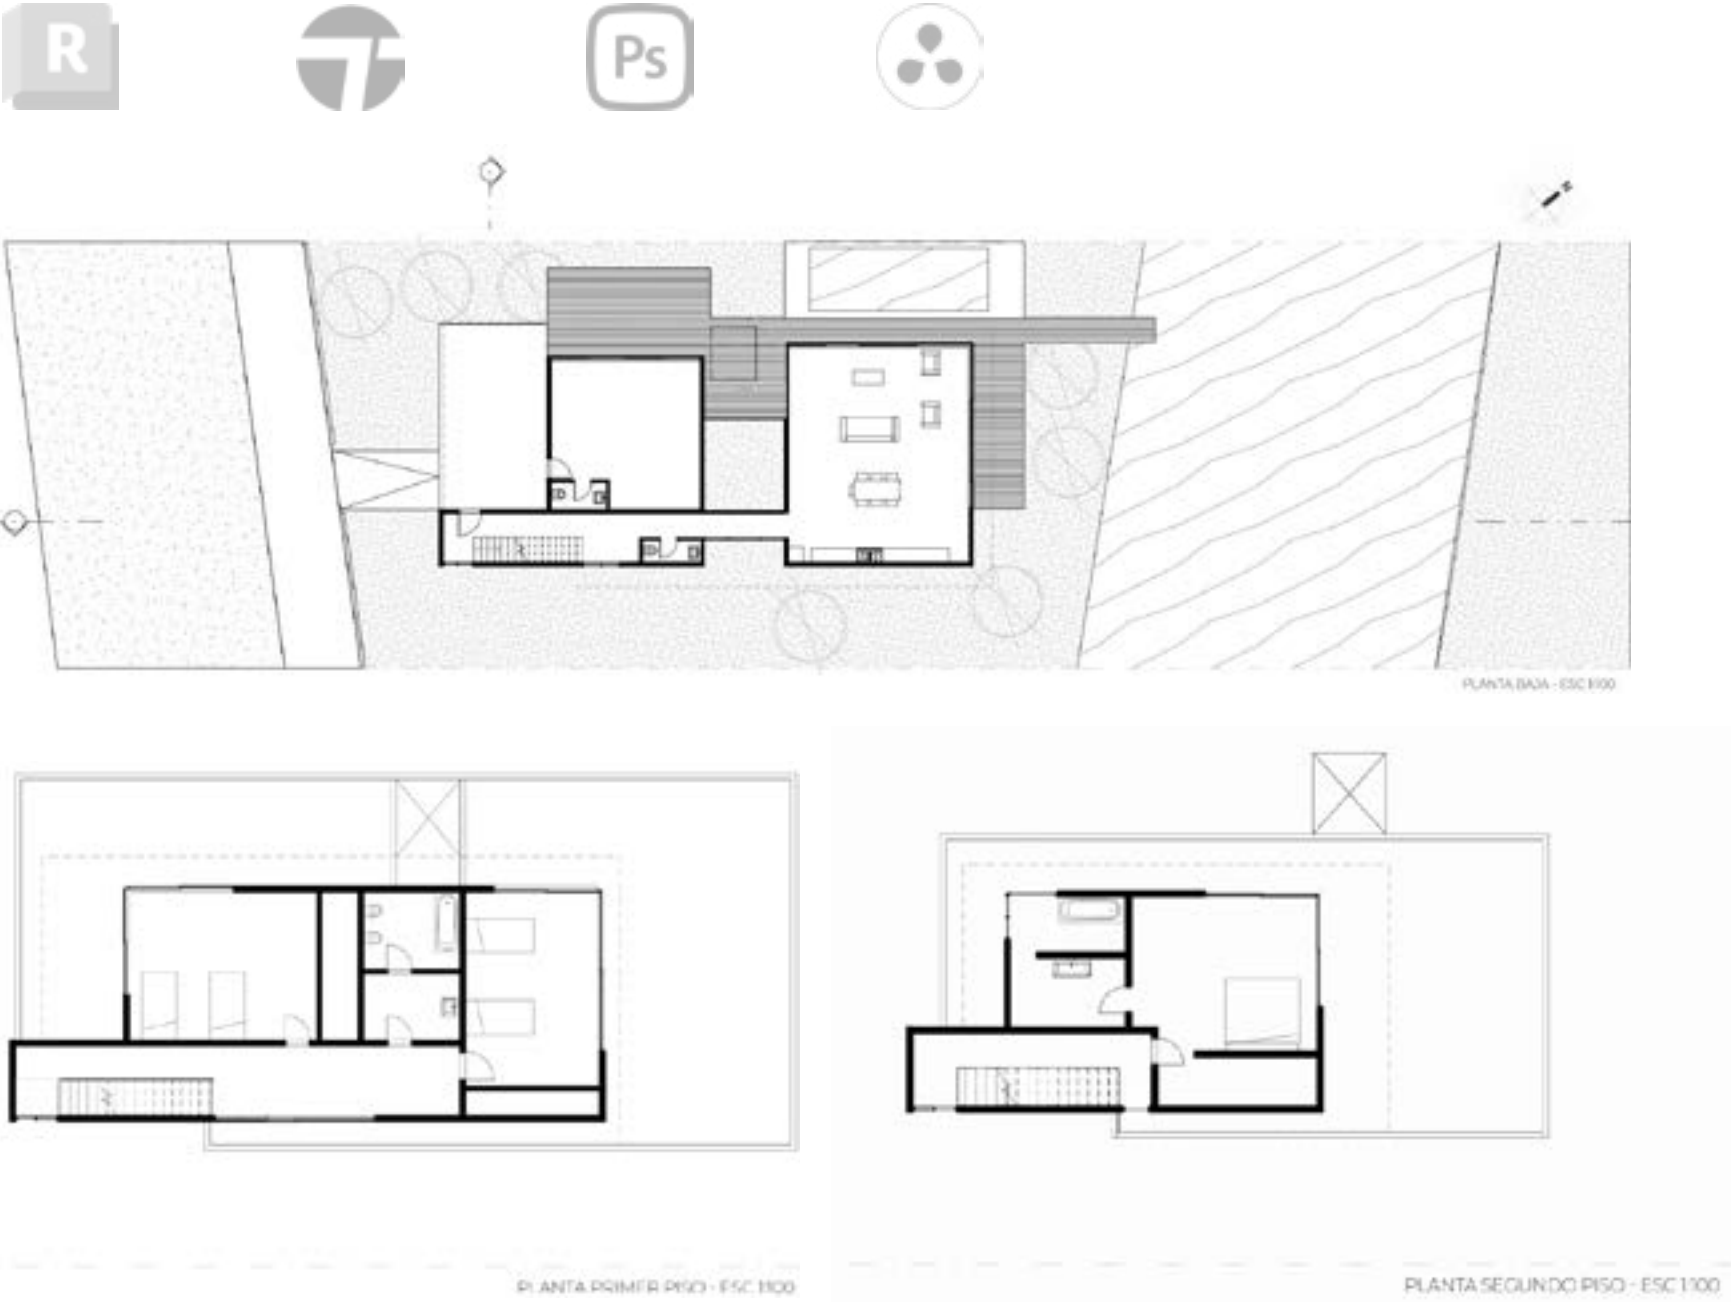 R
Ps
N
PLANTA BAJA - ESC 1:100
PLANTA PRIMER PISO - ESC 1:100
PLANTA SEGUNDO PISO - ESC 1:100